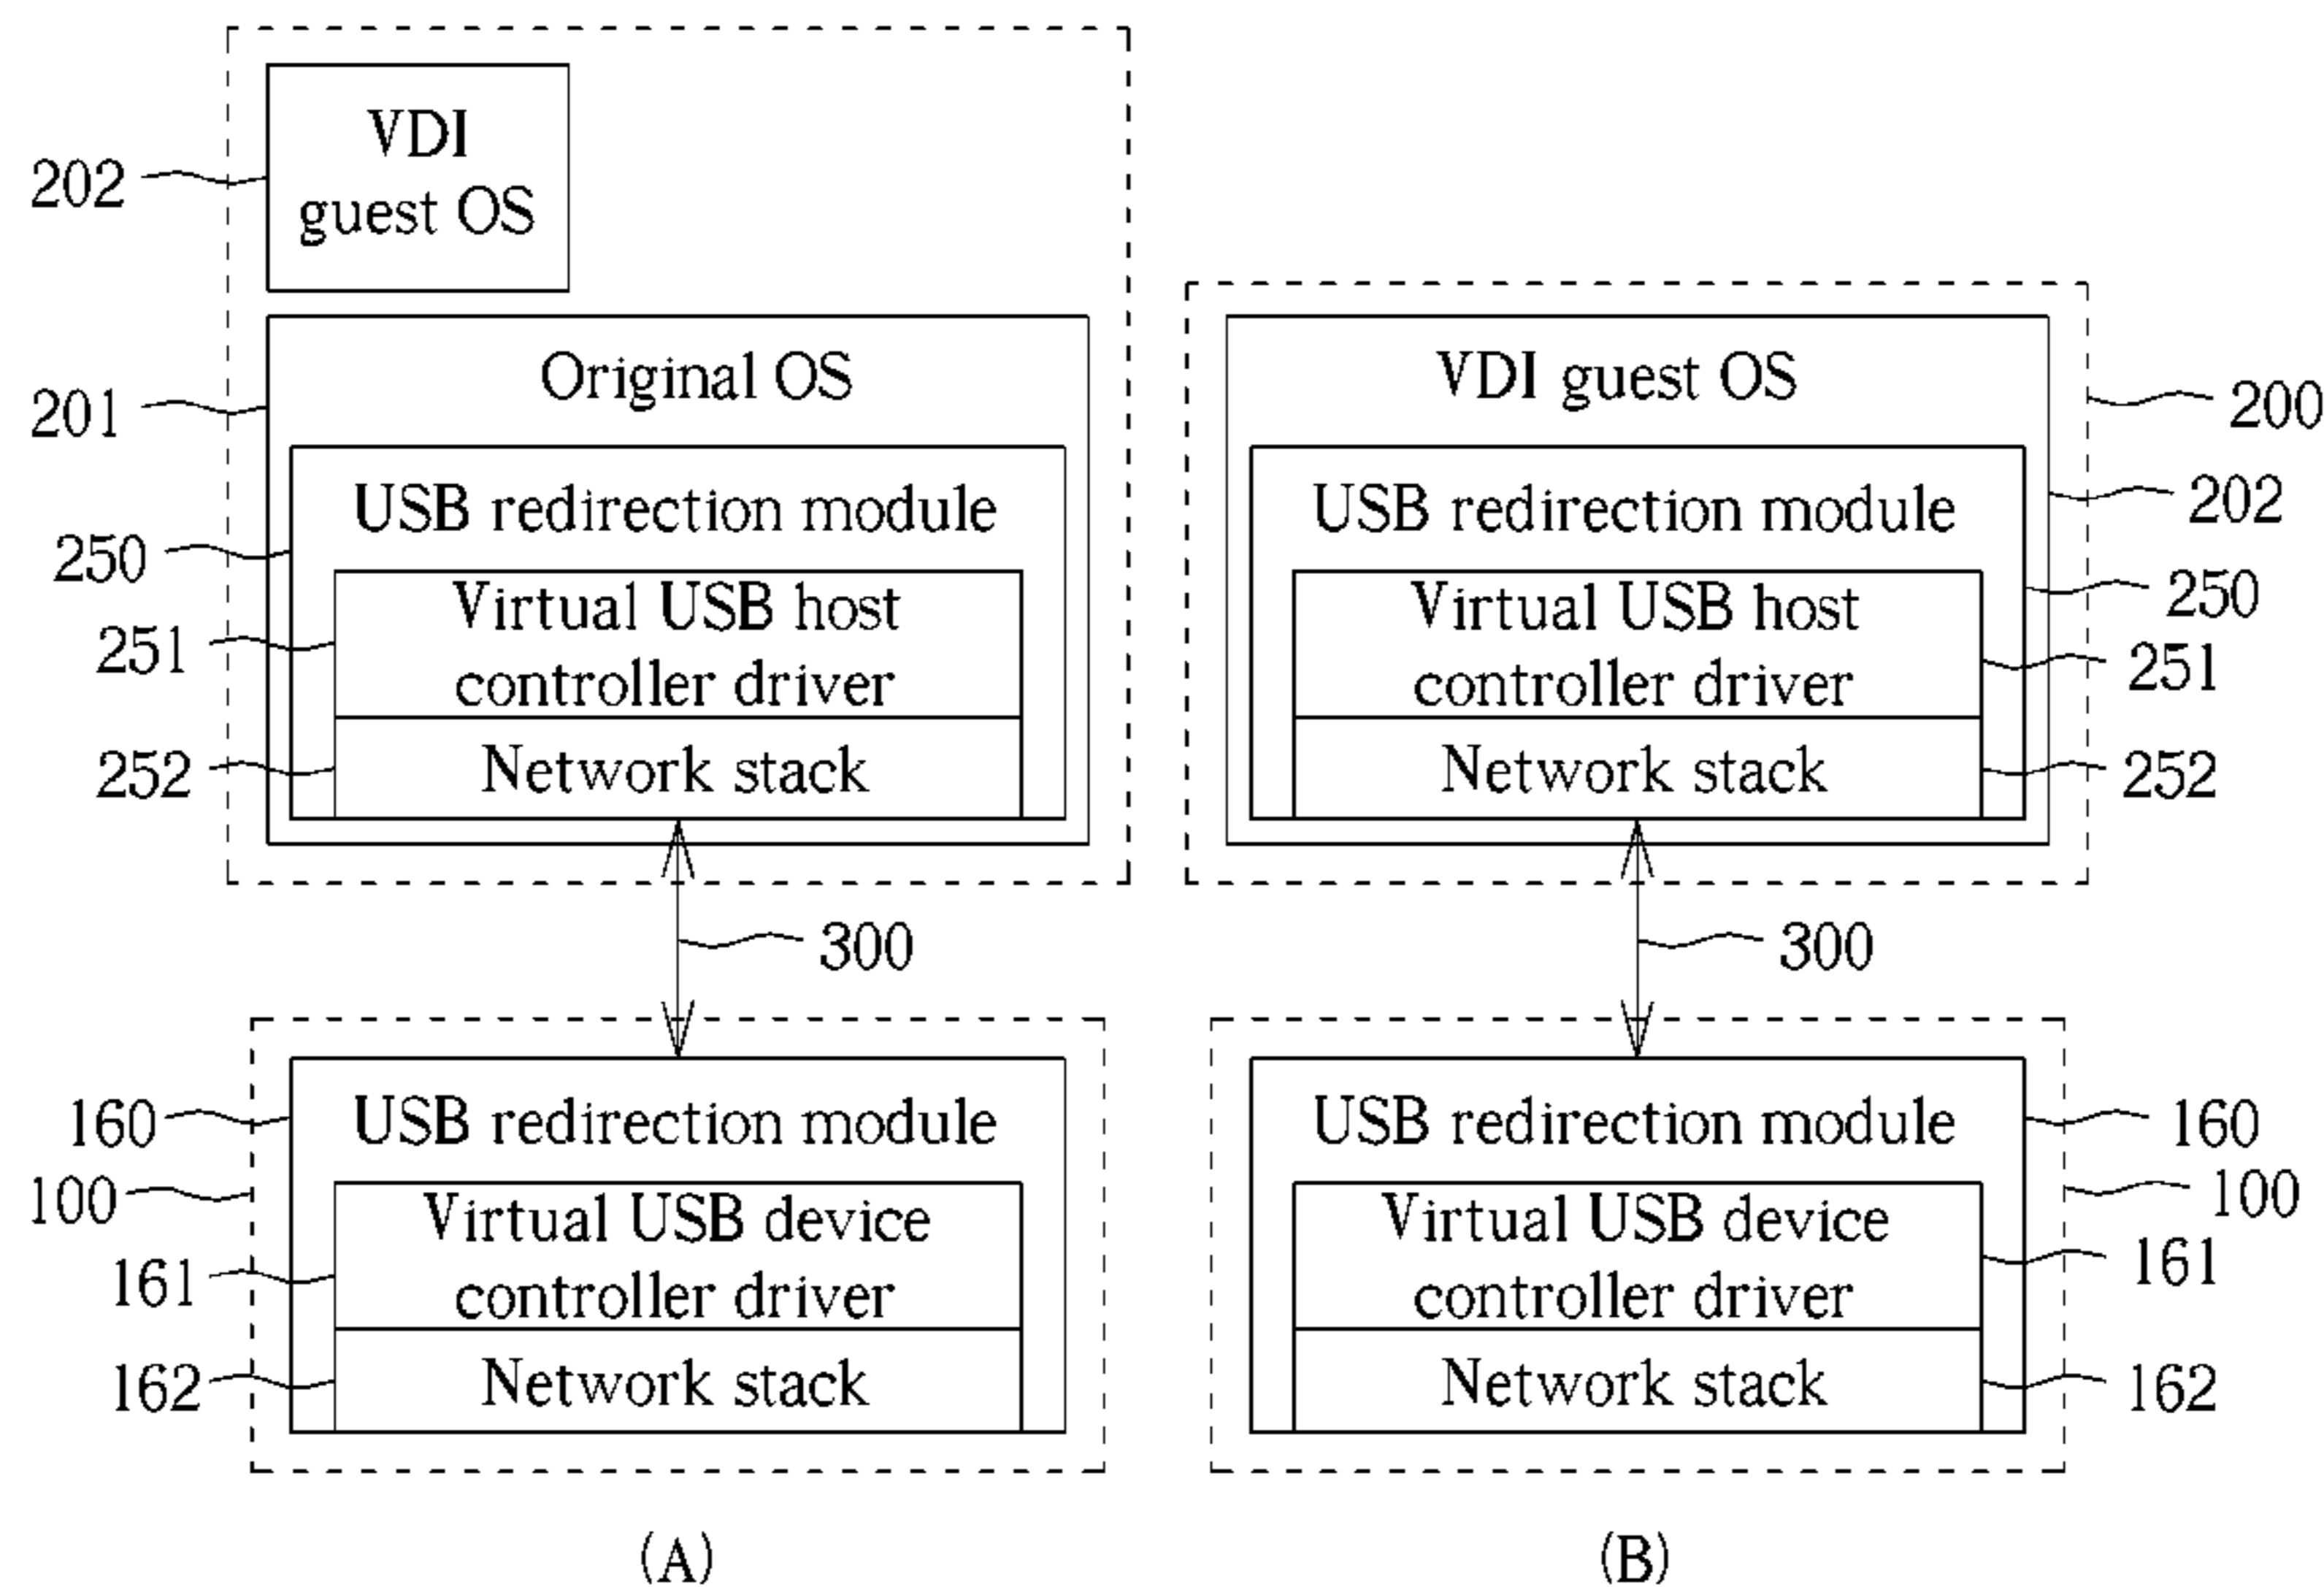 VDI
guest OS
202
Original OS
201
USB redirection module
250
Virtual USB host
controller driver
251
Network stack
252
300
USB redirection module
160
100
Virtual USB device
controller driver
161
Network stack
162
(A)
VDI guest OS
200
USB redirection module
202
250
Virtual USB host
controller driver
251
Network stack
252
300
USB redirection module
160
100
Virtual USB device
controller driver
161
Network stack
162
(B)